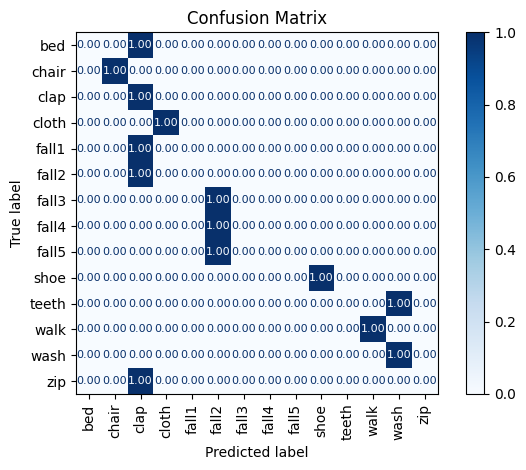 Confusion Matrix
True label
bed 0.00 0.00 1.00 0.00 0.00 0.00 0.00 0.00 0.00 0.00 0.00 0.00 0.00 0.00
chair 0.00 1.00 0.00 0.00 0.00 0.00 0.00 0.00 0.00 0.00 0.00 0.00 0.00 0.00
clap 0.00 0.00 1.00 0.00 0.00 0.00 0.00 0.00 0.00 0.00 0.00 0.00 0.00 0.00
cloth 0.00 0.00 0.00 1.00 0.00 0.00 0.00 0.00 0.00 0.00 0.00 0.00 0.00 0.00
fall1 0.00 0.00 1.00 0.00 0.00 0.00 0.00 0.00 0.00 0.00 0.00 0.00 0.00 0.00
fall2 0.00 0.00 1.00 0.00 0.00 0.00 0.00 0.00 0.00 0.00 0.00 0.00 0.00 0.00
fall3 0.00 0.00 0.00 0.00 0.00 1.00 0.00 0.00 0.00 0.00 0.00 0.00 0.00 0.00
fall4 0.00 0.00 0.00 0.00 0.00 1.00 0.00 0.00 0.00 0.00 0.00 0.00 0.00 0.00
fall5 0.00 0.00 0.00 0.00 0.00 1.00 0.00 0.00 0.00 0.00 0.00 0.00 0.00 0.00
shoe 0.00 0.00 0.00 0.00 0.00 0.00 0.00 0.00 0.00 1.00 0.00 0.00 0.00 0.00
teeth 0.00 0.00 0.00 0.00 0.00 0.00 0.00 0.00 0.00 0.00 0.00 0.00 1.00 0.00
walk 0.00 0.00 0.00 0.00 0.00 0.00 0.00 0.00 0.00 0.00 0.00 1.00 0.00 0.00
wash 0.00 0.00 0.00 0.00 0.00 0.00 0.00 0.00 0.00 0.00 0.00 0.00 1.00 0.00
zip 0.00 0.00 1.00 0.00 0.00 0.00 0.00 0.00 0.00 0.00 0.00 0.00 0.00 0.00
bed chair clap cloth fall1 fall2 fall3 fall4 fall5 shoe teeth walk wash zip
Predicted label
1.0
0.8
0.6
0.4
0.2
0.0